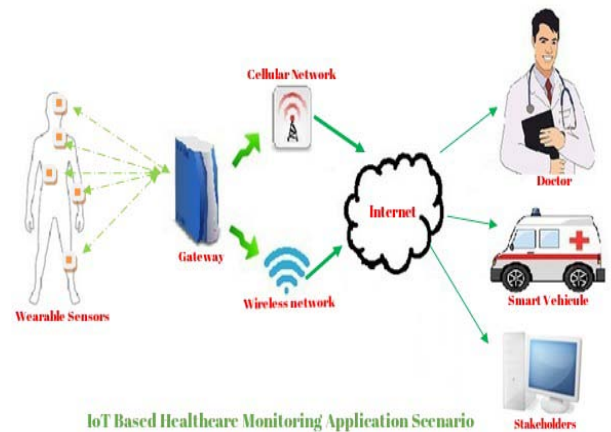 Cellular Network
Doctor
Internet
Gateway
Wireless network
Wearable Sensors
Smart Vehicule
IoT Based Healthcare Monitoring Application Scenario
Stakeholders